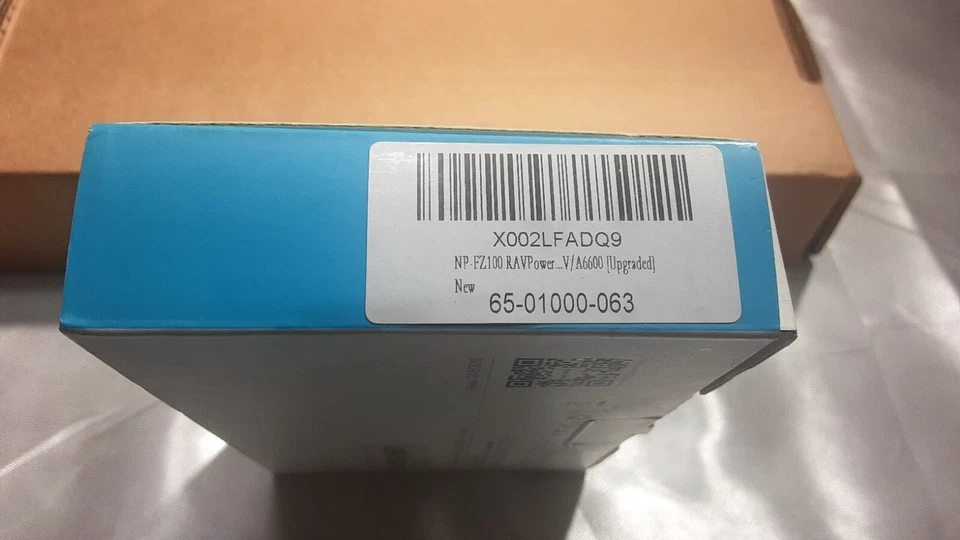 X002LFADQ9
NP-FZ100 RAVPower...V/A6600 [Upgraded]
New
65-01000-063